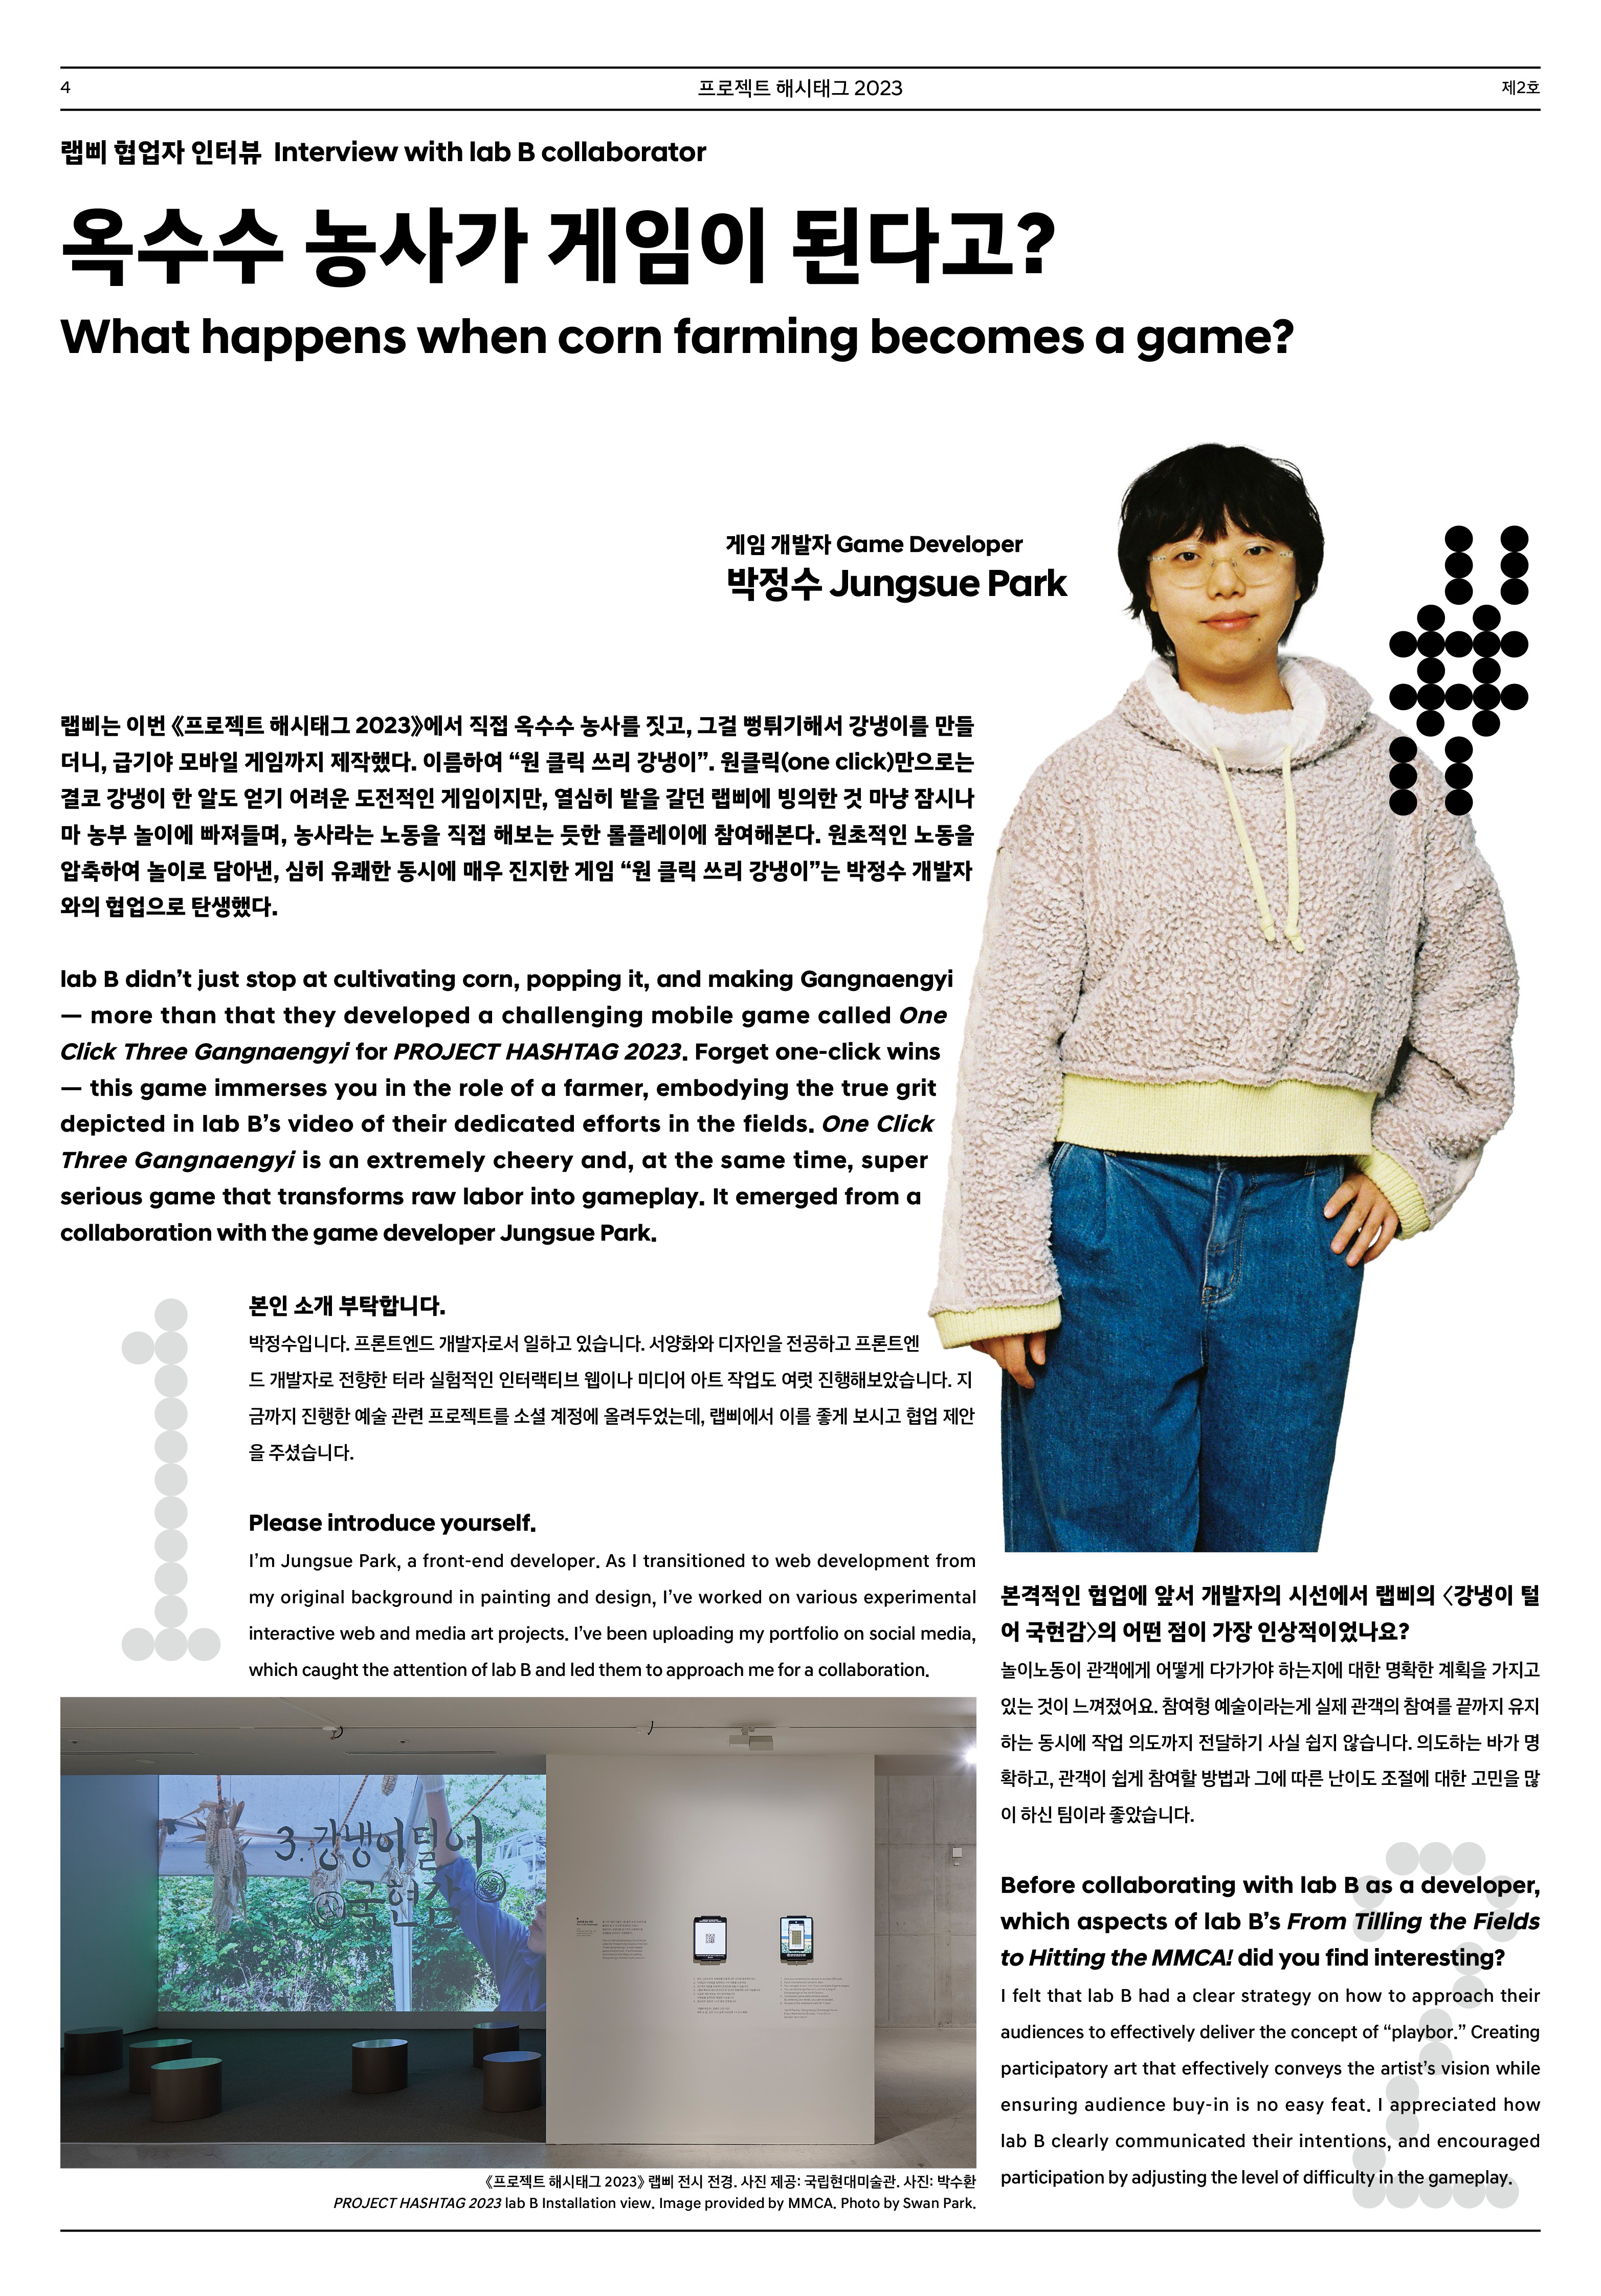 4
프로젝트 해시태그 2023
제2호
랩삐 협업자 인터뷰 Interview with lab B collaborator
옥수수 농사가 게임이 된다고?
What happens when corn farming becomes a game?
게임 개발자 Game Developer
박정수 Jungsue Park
랩삐는 이번 《프로젝트 해시태그 2023》에서 직접 옥수수 농사를 짓고, 그걸 뻥튀기해서 강냉이를 만들
더니, 급기야 모바일 게임까지 제작했다. 이름하여 “원 클릭 쓰리 강냉이”. 원클릭(one click)만으로는
결코 강냉이 한 알도 얻기 어려운 도전적인 게임이지만, 열심히 밭을 갈던 랩삐에 빙의한 것 마냥 잠시나
마 농부 놀이에 빠져들며, 농사라는 노동을 직접 해보는 듯한 롤플레이에 참여해본다. 원초적인 노동을
압축하여 놀이로 담아낸, 심히 유쾌한 동시에 매우 진지한 게임 “원 클릭 쓰리 강냉이”는 박정수 개발자
와의 협업으로 탄생했다.
lab B didn’t just stop at cultivating corn, popping it, and making Gangnaengyi
— more than that they developed a challenging mobile game called One
Click Three Gangnaengyi for PROJECT HASHTAG 2023. Forget one-click wins
— this game immerses you in the role of a farmer, embodying the true grit
depicted in lab B’s video of their dedicated efforts in the fields. One Click
Three Gangnaengyi is an extremely cheery and, at the same time, super
serious game that transforms raw labor into gameplay. It emerged from a
collaboration with the game developer Jungsue Park.
본인 소개 부탁합니다.
박정수입니다. 프론트엔드 개발자로서 일하고 있습니다. 서양화와 디자인을 전공하고 프론트엔
드 개발자로 전향한 터라 실험적인 인터랙티브 웹이나 미디어 아트 작업도 여럿 진행해보았습니다. 지
금까지 진행한 예술 관련 프로젝트를 소셜 계정에 올려두었는데, 랩삐에서 이를 좋게 보시고 협업 제안
을 주셨습니다.
Please introduce yourself.
I’m Jungsue Park, a front-end developer. As I transitioned to web development from
my original background in painting and design, I’ve worked on various experimental
interactive web and media art projects. I’ve been uploading my portfolio on social media,
which caught the attention of lab B and led them to approach me for a collaboration.
3. 강냉이털어
국현감
《프로젝트 해시태그 2023》 랩삐 전시 전경. 사진 제공: 국립현대미술관. 사진: 박수환
PROJECT HASHTAG 2023 lab B Installation view. Image provided by MMCA. Photo by Swan Park.
본격적인 협업에 앞서 개발자의 시선에서 랩삐의 〈강냉이 털
어 국현감〉의 어떤 점이 가장 인상적이었나요?
놀이노동이 관객에게 어떻게 다가가야 하는지에 대한 명확한 계획을 가지고
있는 것이 느껴졌어요. 참여형 예술이라는게 실제 관객의 참여를 끝까지 유지
하는 동시에 작업 의도까지 전달하기 사실 쉽지 않습니다. 의도하는 바가 명
확하고, 관객이 쉽게 참여할 방법과 그에 따른 난이도 조절에 대한 고민을 많
이 하신 팀이라 좋았습니다.
Before collaborating with lab B as a developer,
which aspects of lab B’s From Tilling the Fields
to Hitting the MMCA! did you find interesting?
I felt that lab B had a clear strategy on how to approach their
audiences to effectively deliver the concept of “playbor.” Creating
participatory art that effectively conveys the artist’s vision while
ensuring audience buy-in is no easy feat. I appreciated how
lab B clearly communicated their intentions, and encouraged
participation by adjusting the level of difficulty in the gameplay.